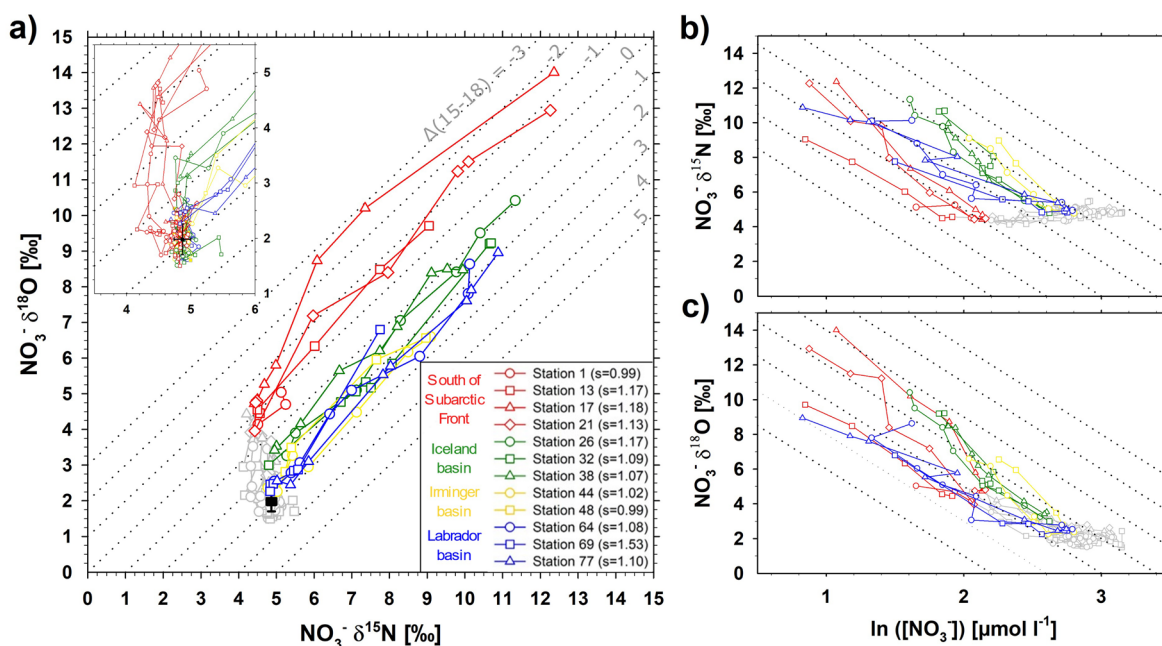 a)
NO₃⁻ δ¹⁸O [‰]
15
14
13
12
11
10
9
8
7
6
5
4
3
2
1
0
0 1 2 3 4 5 6 7 8 9 10 11 12 13 14 15
NO₃⁻ δ¹⁵N [‰]
5
4
3
2
1
4 5 6
Δ(15-18) = -3
-2
-1
0
1
2
3
4
5
South of
Subarctic
Front
Iceland
basin
Irminger
basin
Labrador
basin
Station 1 (s=0.99)
Station 13 (s=1.17)
Station 17 (s=1.18)
Station 21 (s=1.13)
Station 26 (s=1.17)
Station 32 (s=1.09)
Station 38 (s=1.07)
Station 44 (s=1.02)
Station 48 (s=0.99)
Station 64 (s=1.08)
Station 69 (s=1.53)
Station 77 (s=1.10)
b)
NO₃⁻ δ¹⁵N [‰]
14
12
10
8
6
4
2
0
c)
NO₃⁻ δ¹⁸O [‰]
14
12
10
8
6
4
2
0
1 2 3
ln ([NO₃⁻]) [µmol l⁻¹]